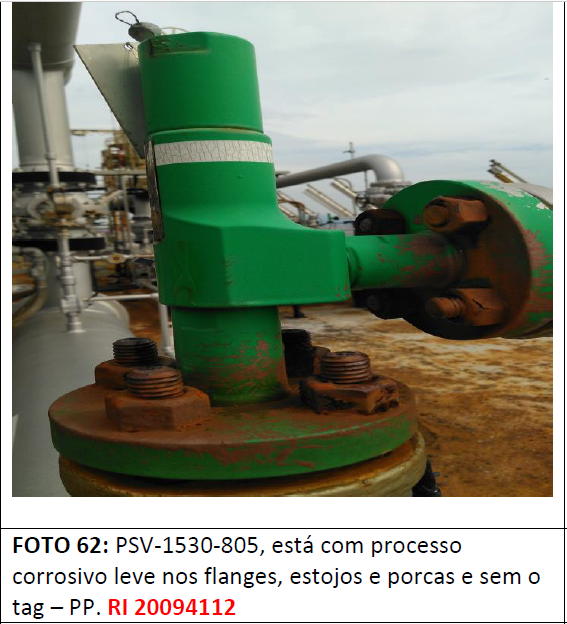 FOTO 62: PSV-1530-805, está com processo
corrosivo leve nos flanges, estojos e porcas e sem o
tag – PP. RI 20094112